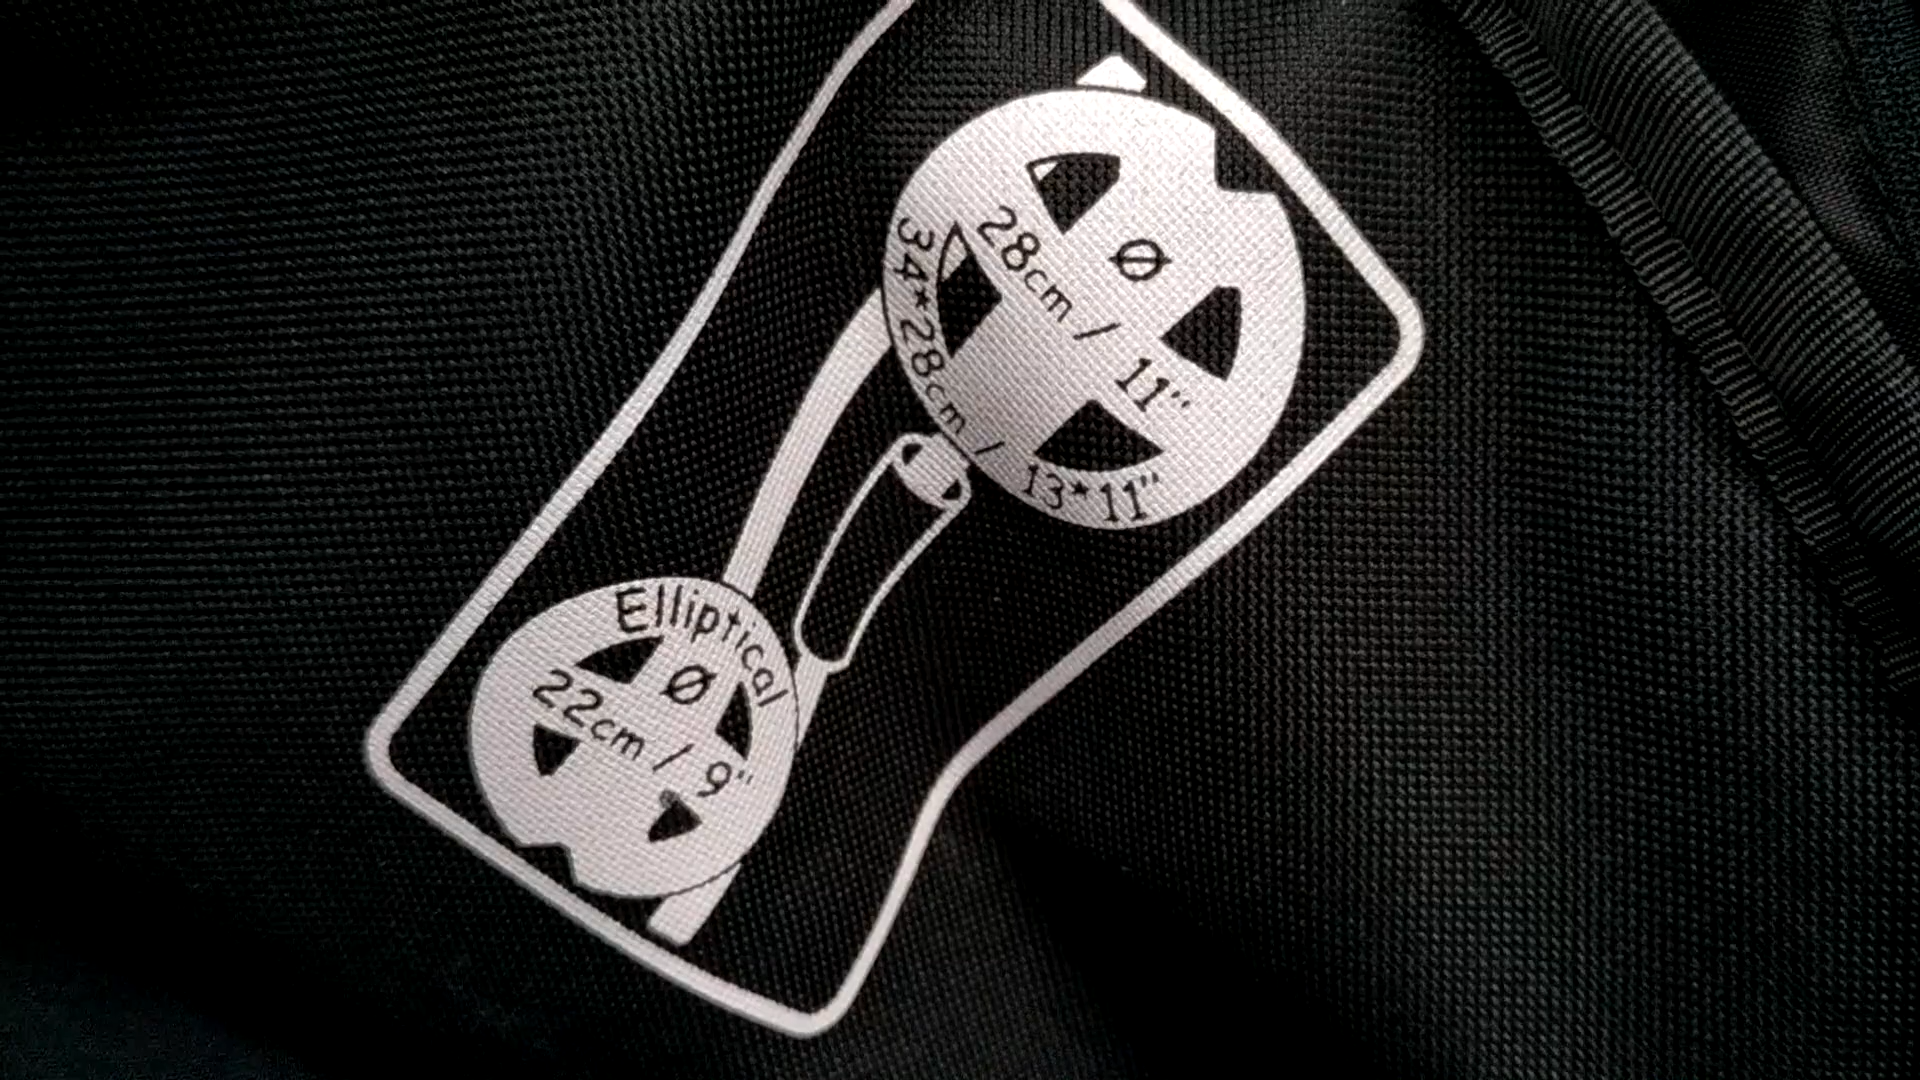 Ø
28cm / 11"
34*28cm / 13*11"
Elliptical
Ø
22cm / 9"